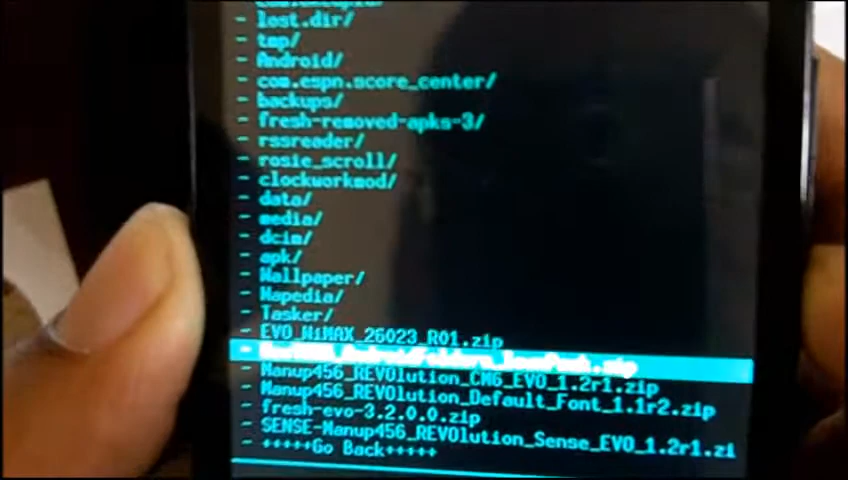 - lost.dir/
- tmp/
- Android/
- com.espn.score_center/
- backups/
- fresh-removed-apks-3/
- rssreader/
- rosie_scroll/
- clockworkmod/
- data/
- media/
- dcim/
- apk/
- Wallpaper/
- Mapedia/
- Tasker/
- EVO_WiMAX_26023_R01.zip
- Manup456_REVOlution_CM6_EVO_1.2r1.zip
- Manup456_REVOlution_Default_Font_1.1r2.zip
- fresh-evo-3.2.0.0.zip
- SENSE-Manup456_REVOlution_Sense_EVO_1.2r1.zi
- +++++Go Back+++++